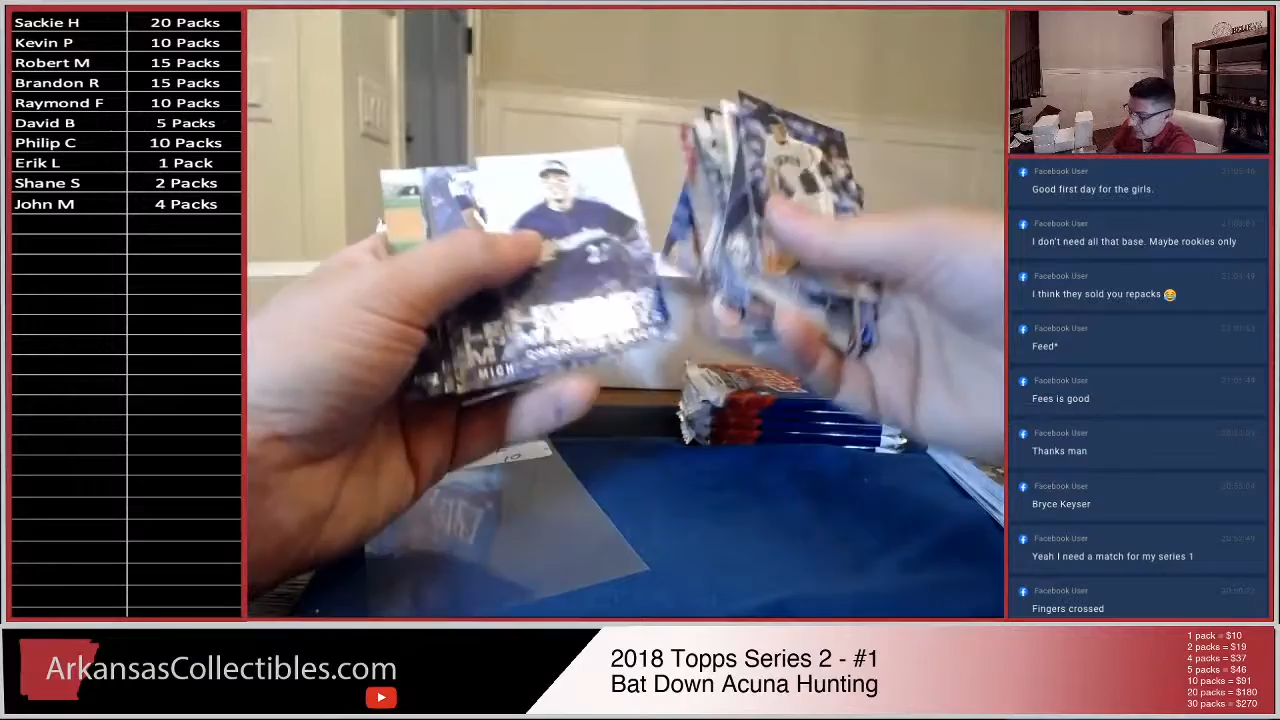 Sackie H 20 Packs
Kevin P 10 Packs
Robert M 15 Packs
Brandon R 15 Packs
Raymond F 10 Packs
David B 5 Packs
Philip C 10 Packs
Erik L 1 Pack
Shane S 2 Packs
John M 4 Packs
Facebook User
Good first day for the girls.
Facebook User
I don't need all that base. Maybe rookies only
Facebook User
I think they sold you repacks 😂
Facebook User
Feed*
Facebook User
Fees is good
Facebook User
Thanks man
Facebook User
Bryce Keyser
Facebook User
Yeah I need a match for my series 1
Facebook User
Fingers crossed
ArkansasCollectibles.com
2018 Topps Series 2 - #1
Bat Down Acuna Hunting
1 pack = $10
2 packs = $19
4 packs = $37
5 packs = $46
10 packs = $91
20 packs = $180
30 packs = $270